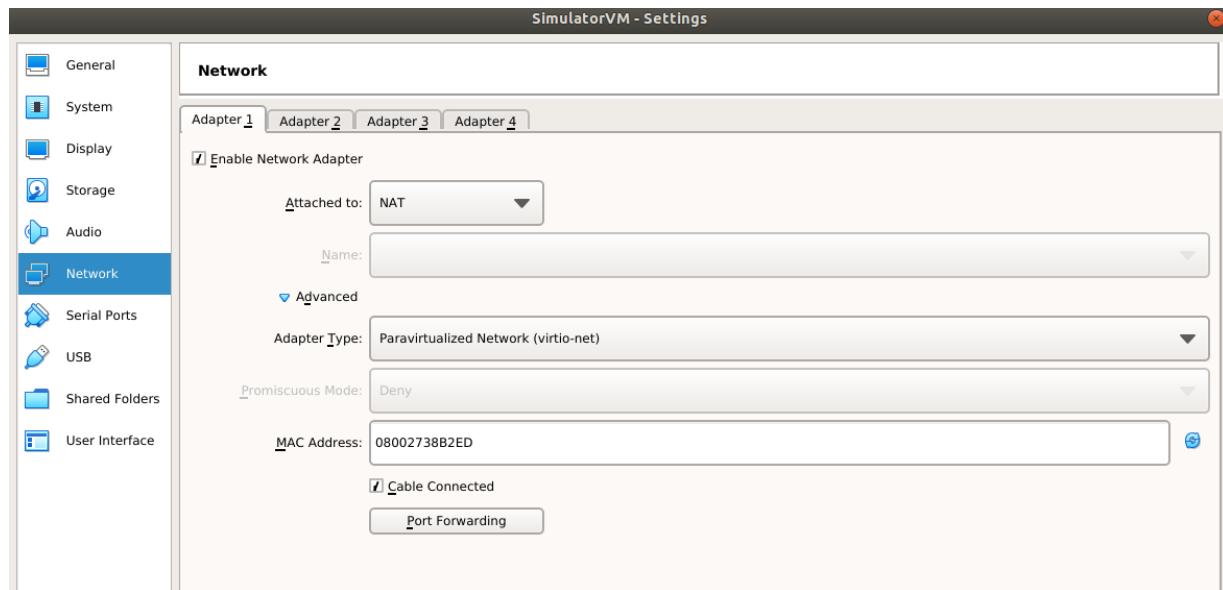 SimulatorVM - Settings
General
System
Display
Storage
Audio
Network
Serial Ports
USB
Shared Folders
User Interface
Network
Adapter 1 Adapter 2 Adapter 3 Adapter 4
Enable Network Adapter
Attached to: NAT
Name:
Advanced
Adapter Type: Paravirtualized Network (virtio-net)
Promiscuous Mode: Deny
MAC Address: 08002738B2ED
Cable Connected
Port Forwarding